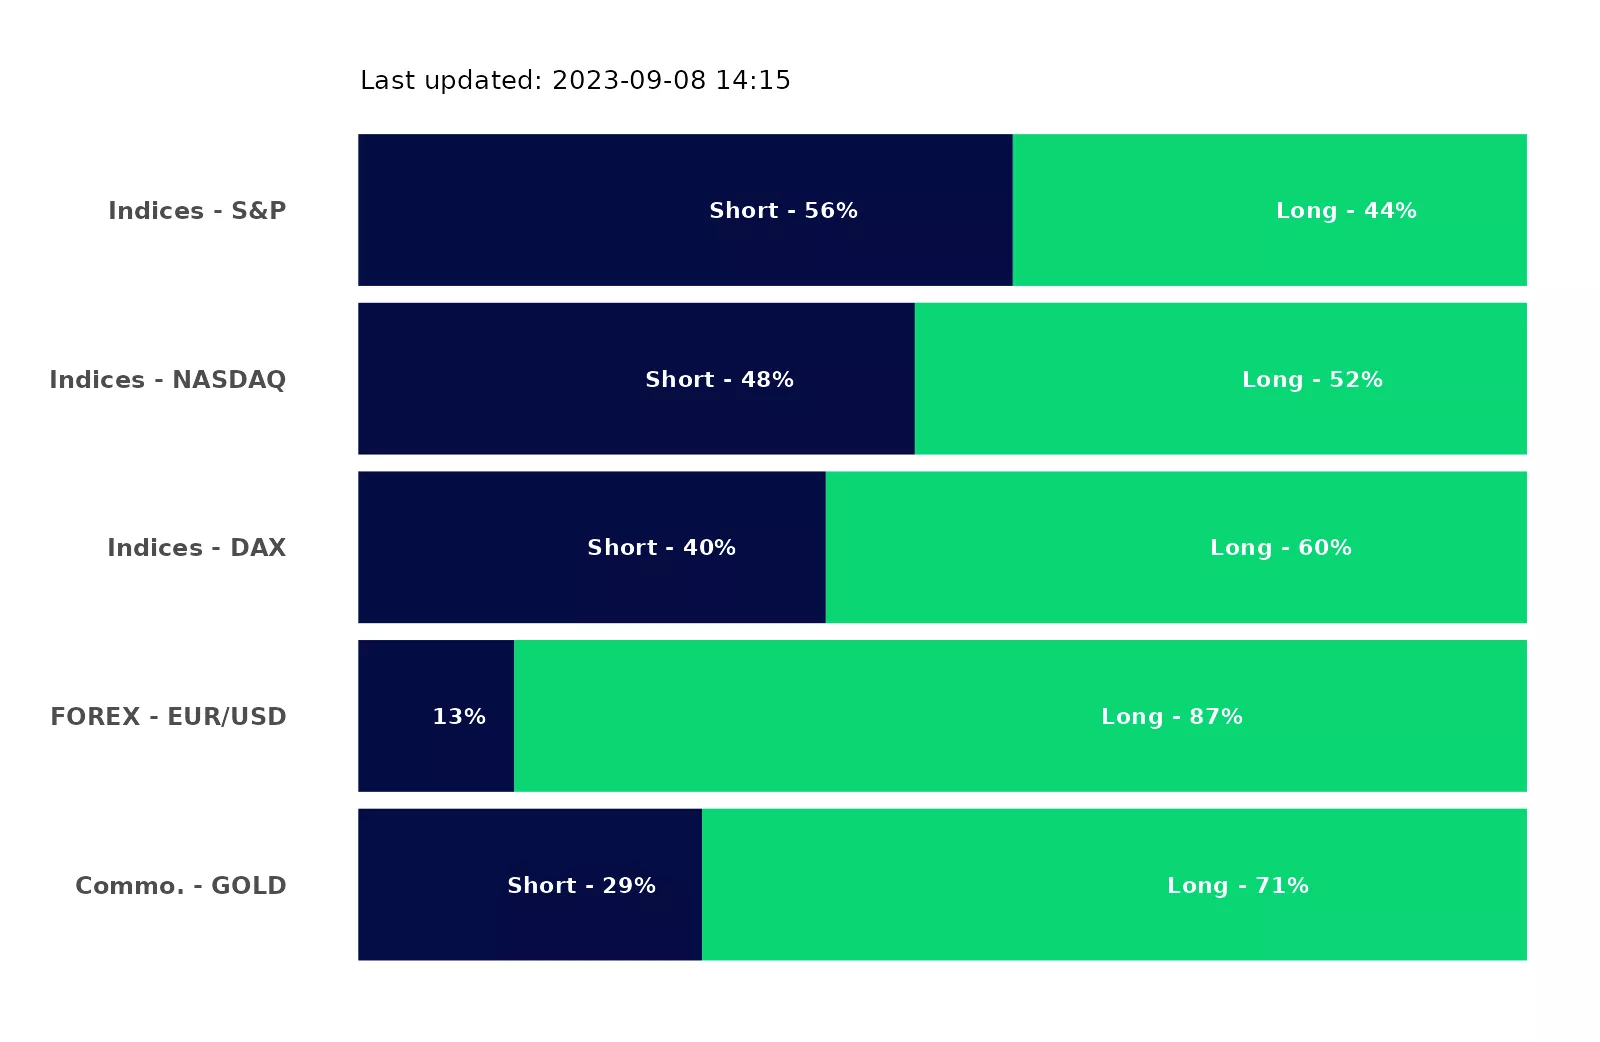 Last updated: 2023-09-08 14:15
Indices - S&P
Short - 56%
Long - 44%
Indices - NASDAQ
Short - 48%
Long - 52%
Indices - DAX
Short - 40%
Long - 60%
FOREX - EUR/USD
13%
Long - 87%
Commo. - GOLD
Short - 29%
Long - 71%